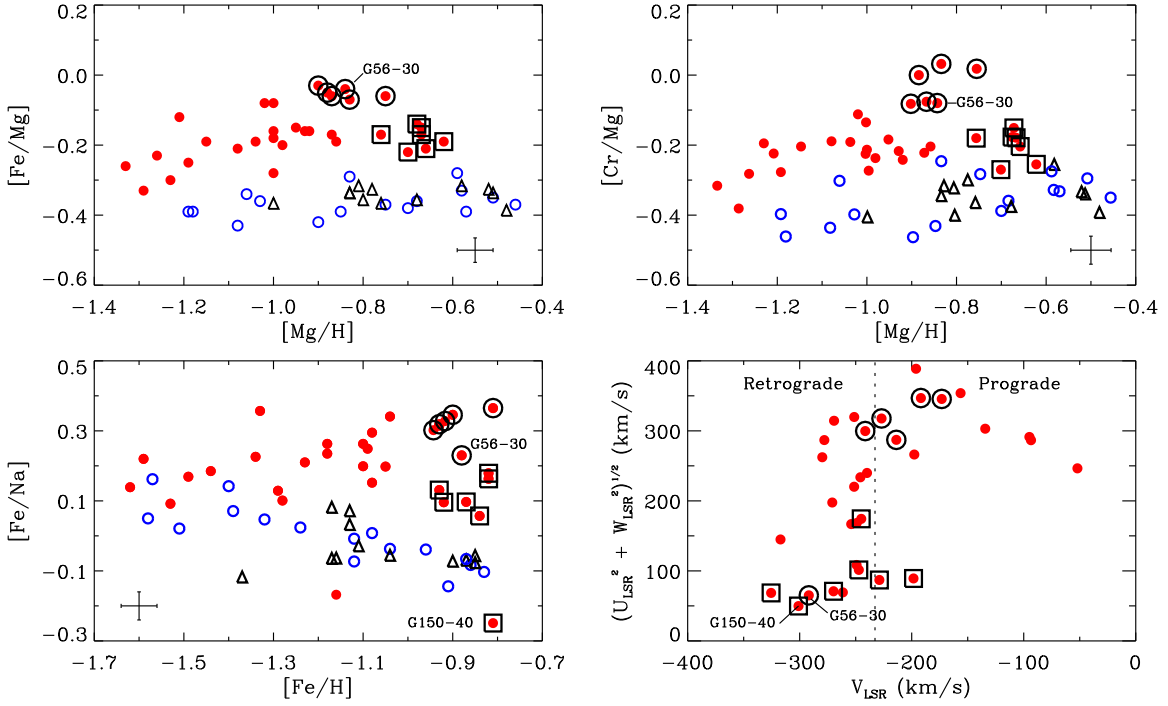 0.2
0.0
−0.2
−0.4
−0.6
[Fe/Mg]
G56−30
−1.4
−1.2
−1.0
−0.8
−0.6
−0.4
[Mg/H]
0.2
0.0
−0.2
−0.4
−0.6
[Cr/Mg]
G56−30
−1.4
−1.2
−1.0
−0.8
−0.6
−0.4
[Mg/H]
0.5
0.3
0.1
−0.1
−0.3
[Fe/Na]
G56−30
G150−40
−1.7
−1.5
−1.3
−1.1
−0.9
−0.7
[Fe/H]
400
300
200
100
0
(U_LSR² + W_LSR²)^1/2 (km/s)
Retrograde
Prograde
G150−40
G56−30
−400
−300
−200
−100
0
V_LSR (km/s)